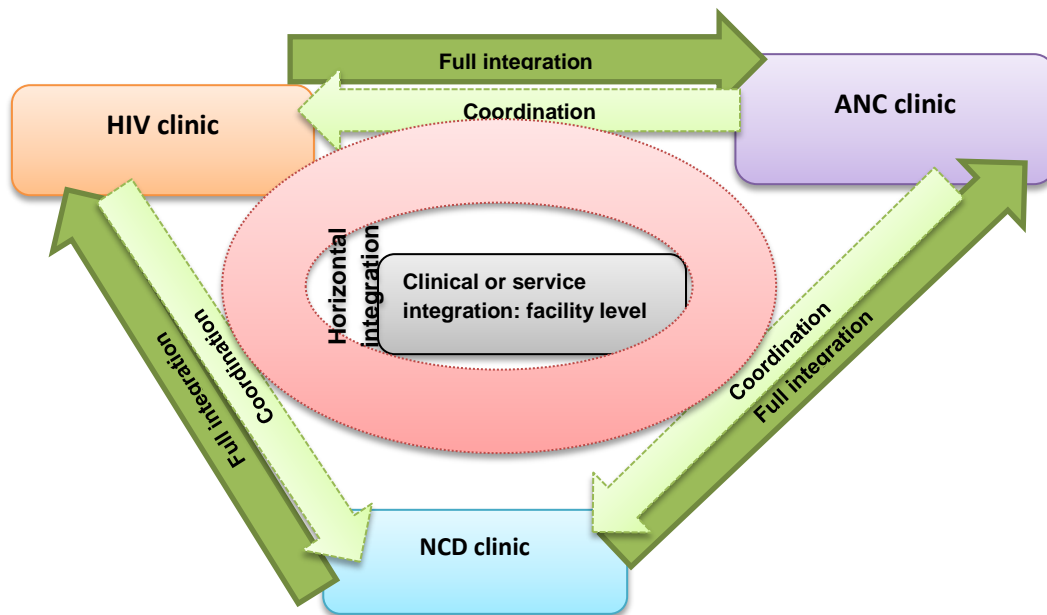 Full integration
Coordination
HIV clinic
ANC clinic
Horizontal
integration
Clinical or service
integration: facility level
Coordination
Full integration
Coordination
Full integration
NCD clinic